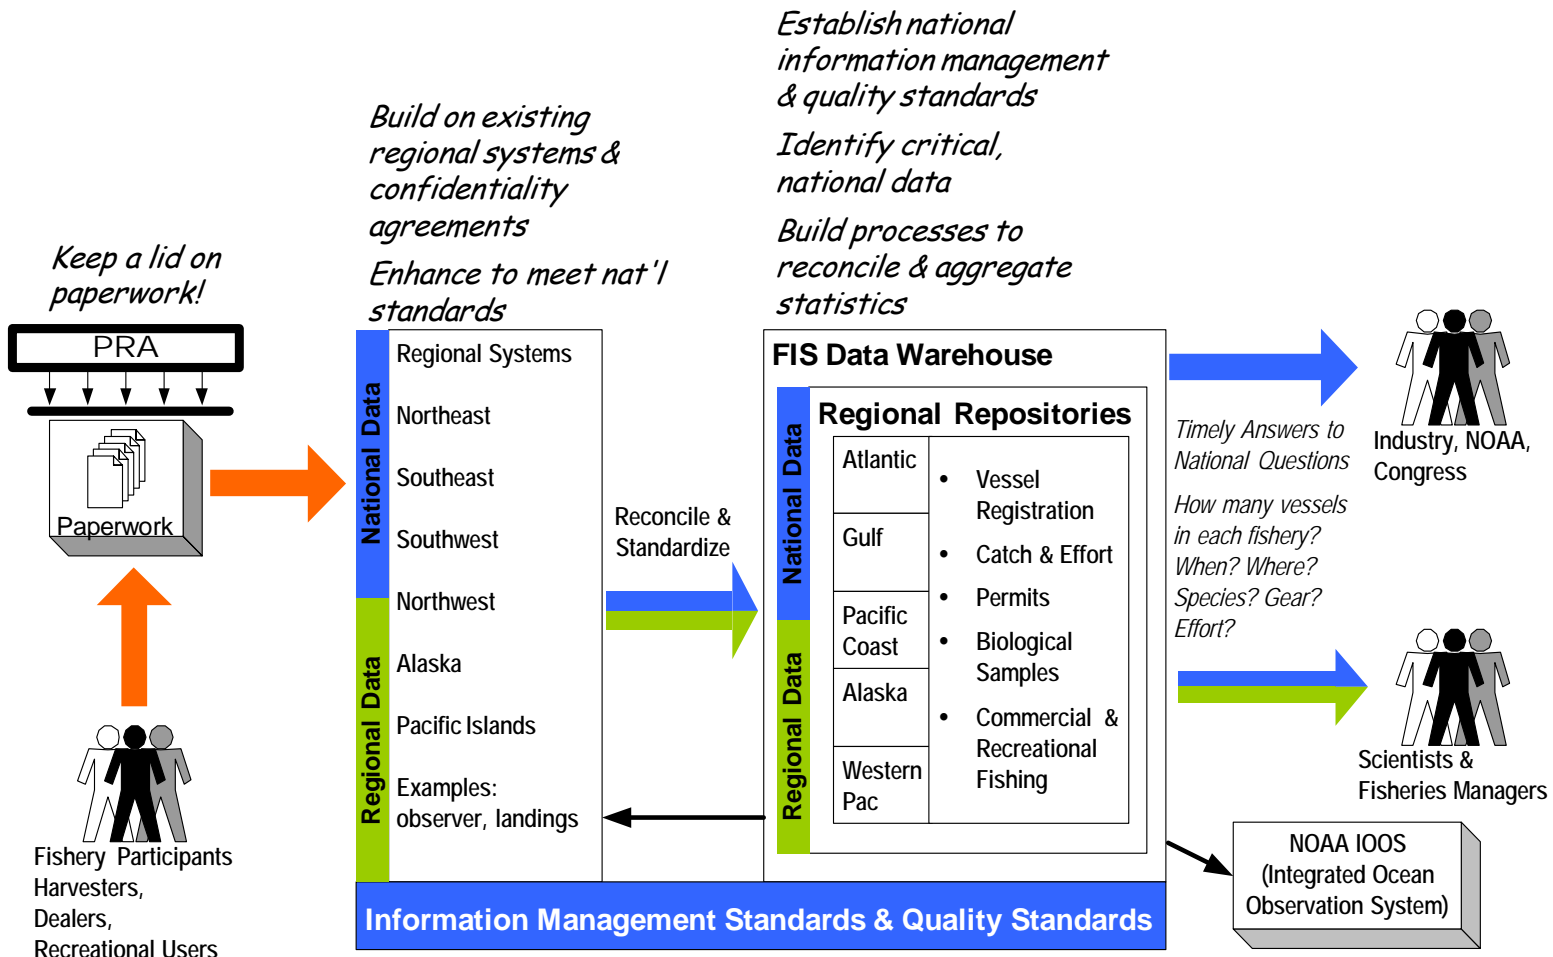 Keep a lid on
paperwork!
PRA
Paperwork
Fishery Participants
Harvesters,
Dealers,
Recreational Users
Build on existing
regional systems &
confidentiality
agreements
Enhance to meet nat'l
standards
National Data
Regional Data
Regional Systems
Northeast
Southeast
Southwest
Northwest
Alaska
Pacific Islands
Examples:
observer, landings
Reconcile &
Standardize
Establish national
information management
& quality standards
Identify critical,
national data
Build processes to
reconcile & aggregate
statistics
FIS Data Warehouse
National Data
Regional Data
Regional Repositories
Atlantic
Gulf
Pacific
Coast
Alaska
Western
Pac
• Vessel
Registration
• Catch & Effort
• Permits
• Biological
Samples
• Commercial &
Recreational
Fishing
Information Management Standards & Quality Standards
Timely Answers to
National Questions
How many vessels
in each fishery?
When? Where?
Species? Gear?
Effort?
Industry, NOAA,
Congress
Scientists &
Fisheries Managers
NOAA IOOS
(Integrated Ocean
Observation System)